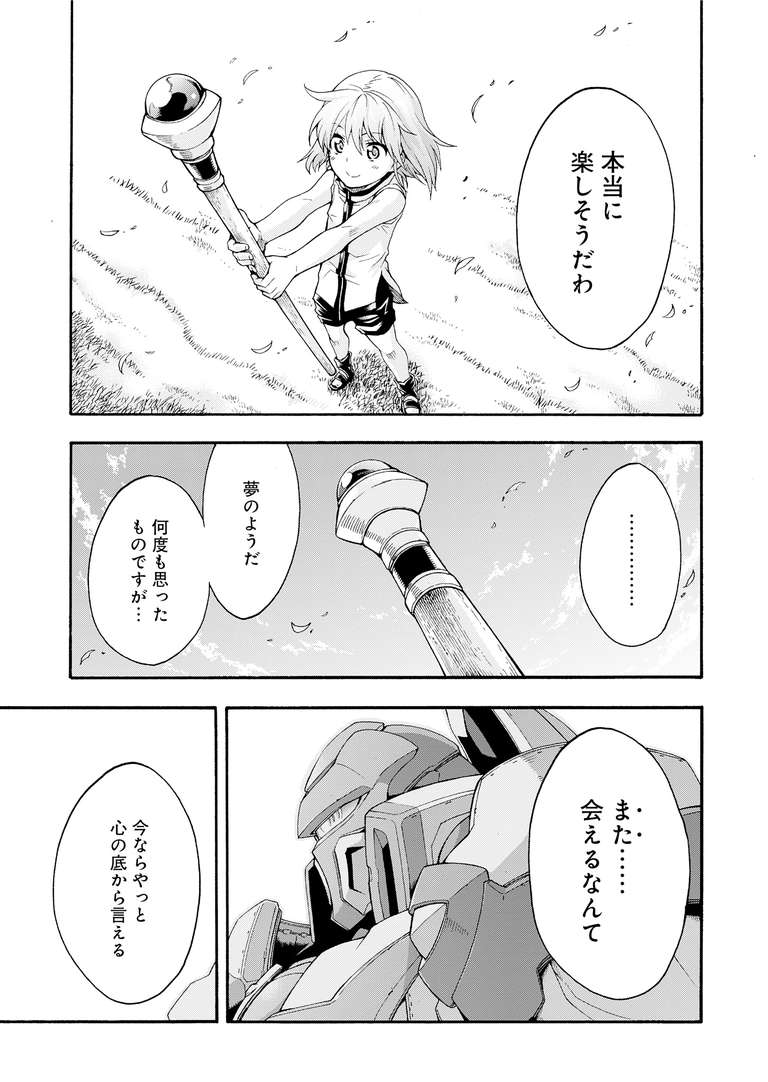 本当に
楽しそうだわ
…………
夢のようだ
何度も思った
ものですが…
また……
会えるなんて
今ならやっと
心の底から言える